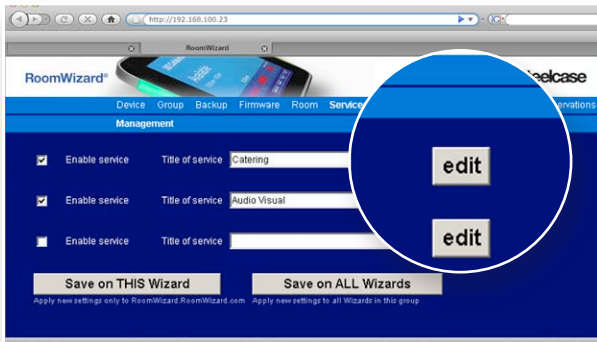 http://192.168.100.23
RoomWizard
RoomWizard®
eelcase
Device Group Backup Firmware Room Service ervations
Management
Enable service Title of service Catering edit
Enable service Title of service Audio Visual
Enable service Title of service edit
Save on THIS Wizard Save on ALL Wizards
Apply new settings only to RoomWizard.RoomWizard.com Apply new settings to all Wizards in this group